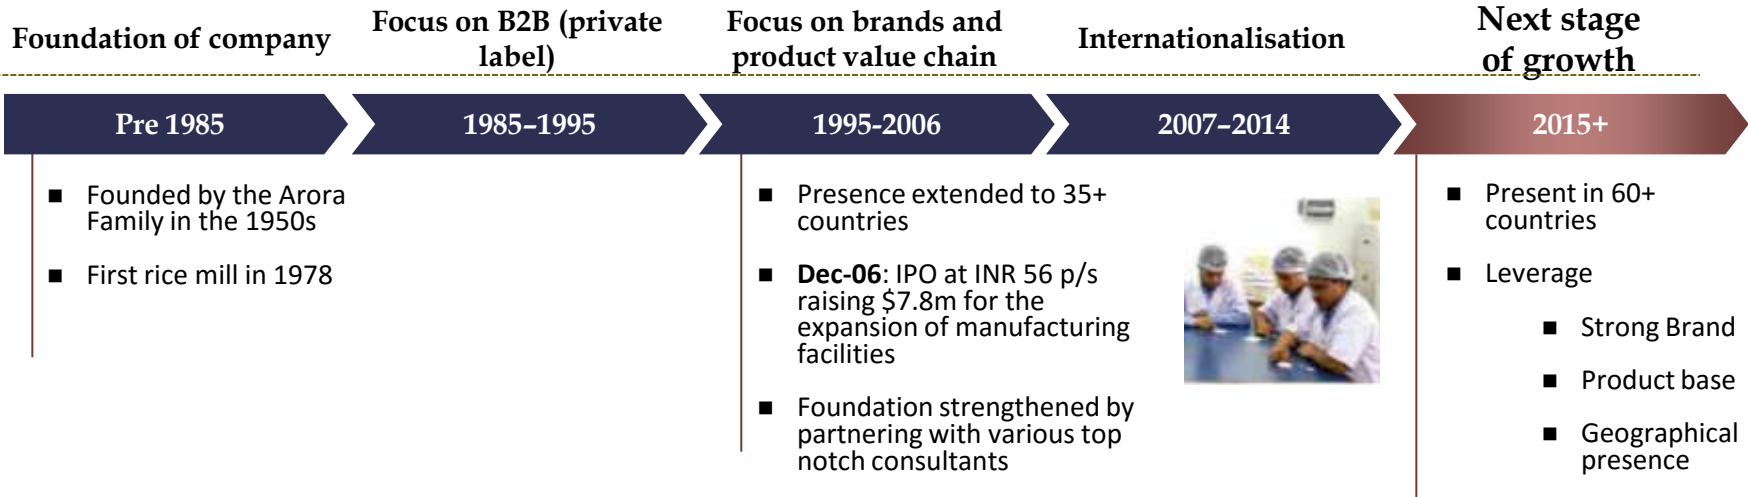 Foundation of company
Focus on B2B (private
label)
Focus on brands and
product value chain
Internationalisation
Next stage
of growth
Pre 1985
1985–1995
1995-2006
2007–2014
2015+
Founded by the Arora
Family in the 1950s
First rice mill in 1978
Presence extended to 35+
countries
Dec-06: IPO at INR 56 p/s
raising $7.8m for the
expansion of manufacturing
facilities
Foundation strengthened by
partnering with various top
notch consultants
Present in 60+
countries
Leverage
Strong Brand
Product base
Geographical
presence